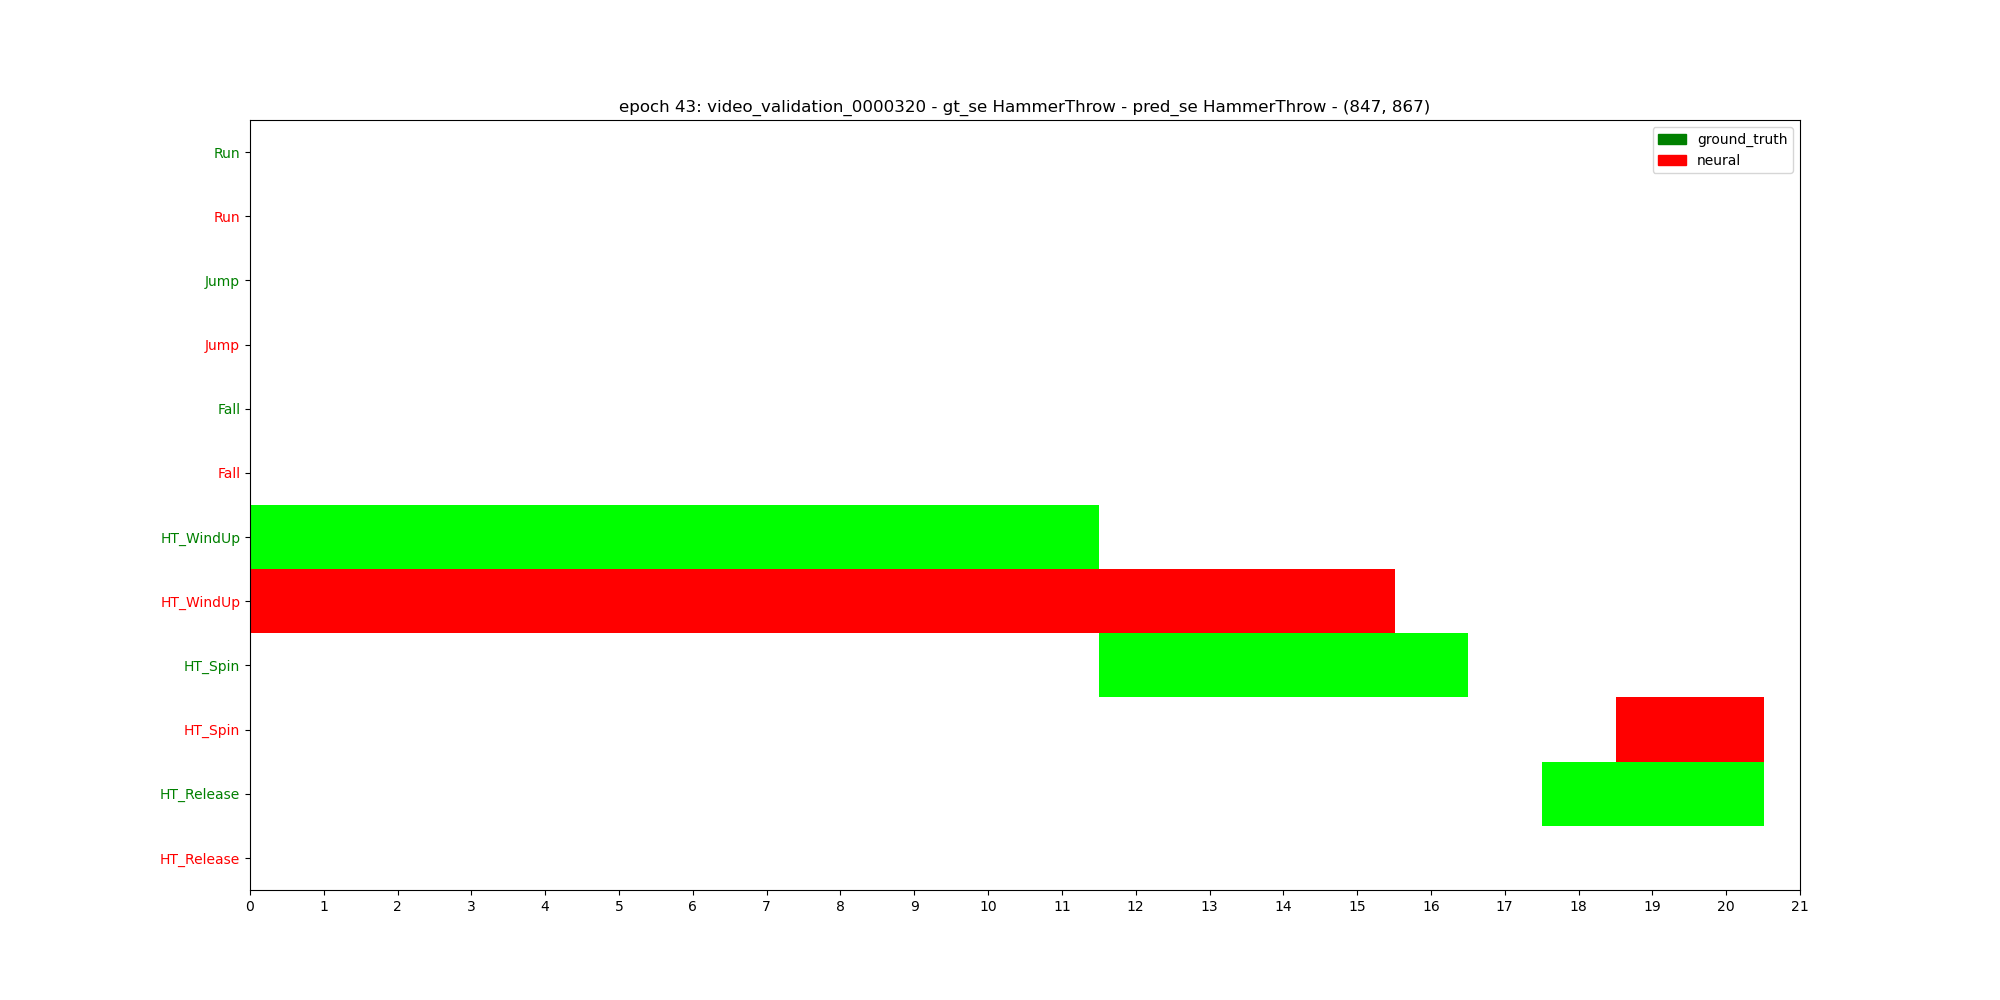 epoch 43: video_validation_0000320 - gt_se HammerThrow - pred_se HammerThrow - (847, 867)
ground_truth
neural
Run
Run
Jump
Jump
Fall
Fall
HT_WindUp
HT_WindUp
HT_Spin
HT_Spin
HT_Release
HT_Release
0 1 2 3 4 5 6 7 8 9 10 11 12 13 14 15 16 17 18 19 20 21